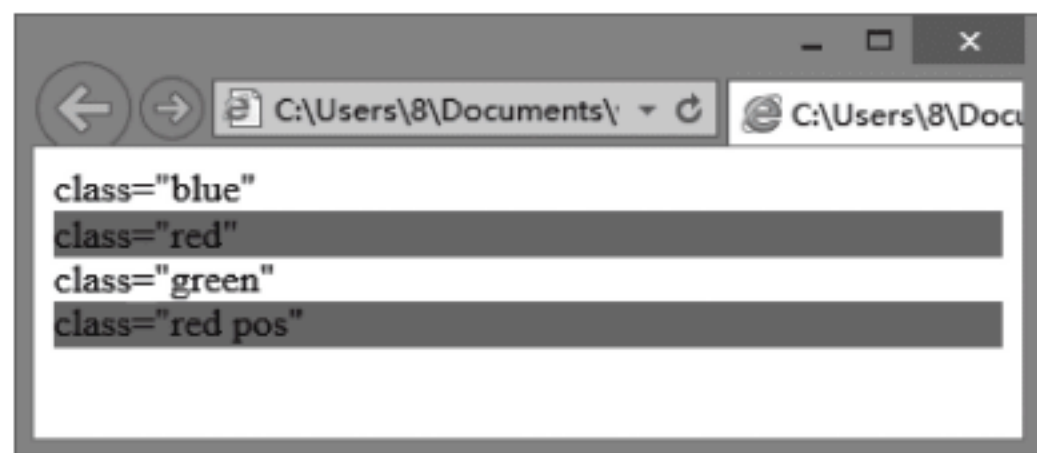 C:\Users\8\Documents\
C:\Users\8\Docu
class="blue"
class="red"
class="green"
class="red pos"